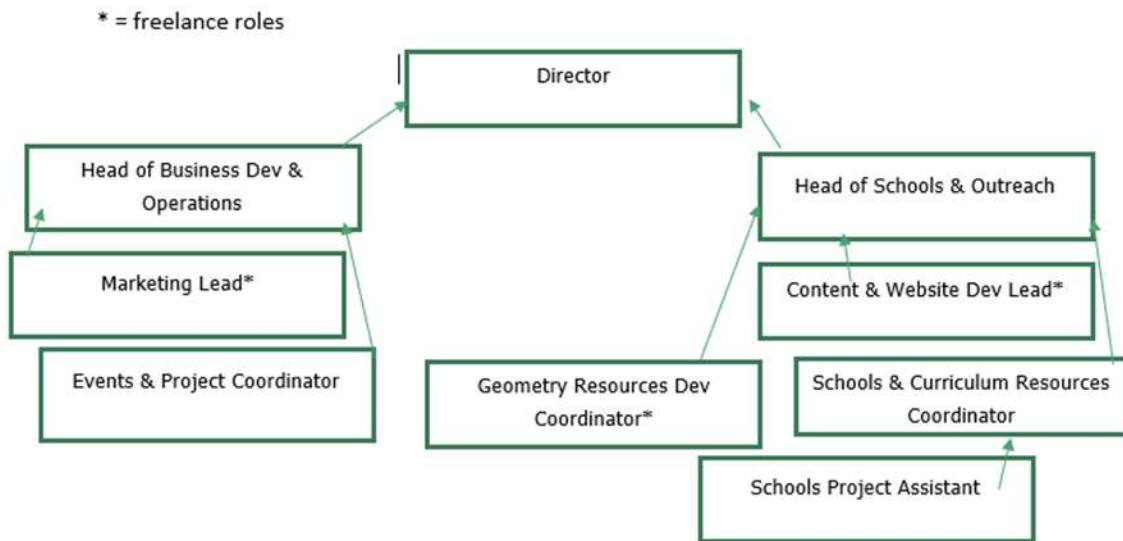 * = freelance roles
Director
Head of Business Dev &
Operations
Head of Schools & Outreach
Marketing Lead*
Content & Website Dev Lead*
Events & Project Coordinator
Geometry Resources Dev
Coordinator*
Schools & Curriculum Resources
Coordinator
Schools Project Assistant